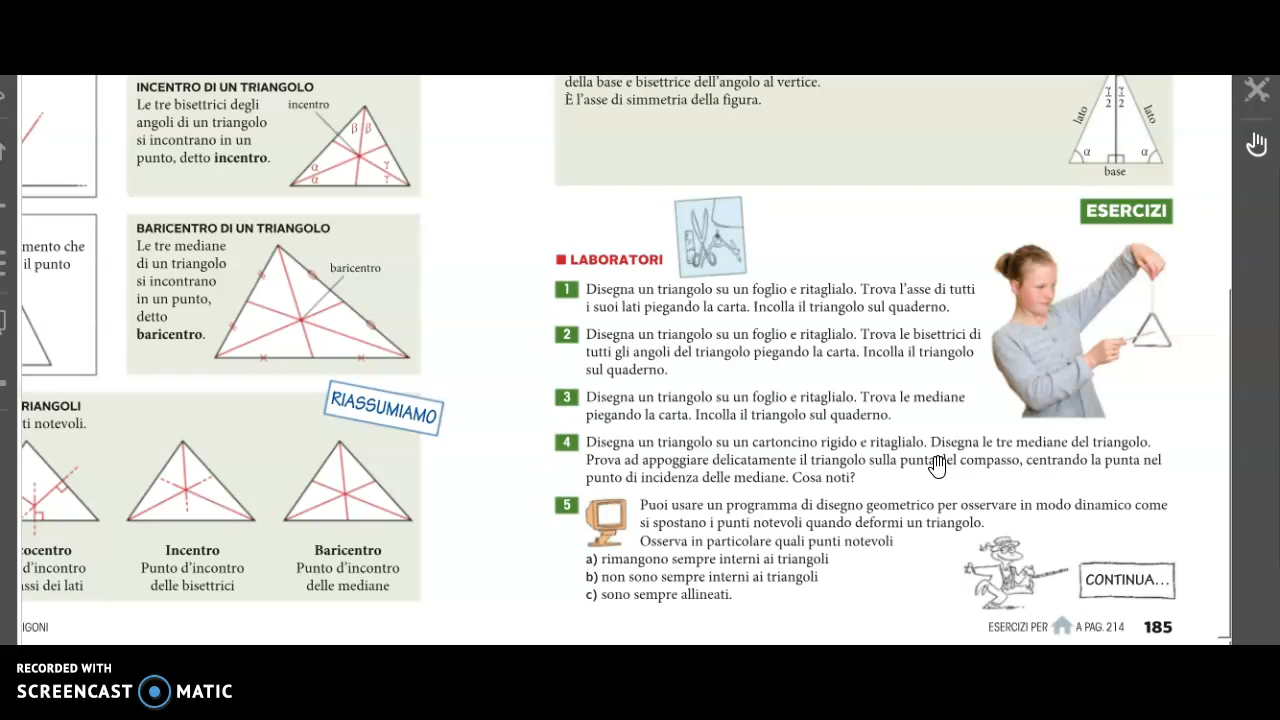 INCENTRO DI UN TRIANGOLO
Le tre bisettrici degli
angoli di un triangolo
si incontrano in un
punto, detto incentro.
incentro
β β
α
α
γ
γ
BARICENTRO DI UN TRIANGOLO
Le tre mediane
di un triangolo
si incontrano
in un punto,
detto
baricentro.
baricentro
mento che
il punto
RIASSUMIAMO
RIANGOLI
ti notevoli.
ocentro
d'incontro
ssi dei lati
Incentro
Punto d'incontro
delle bisettrici
Baricentro
Punto d'incontro
delle mediane
IGONI
della base e bisettrice dell'angolo al vertice.
È l'asse di simmetria della figura.
γ/2 γ/2
lato
lato
α
α
base
ESERCIZI
LABORATORI
1 Disegna un triangolo su un foglio e ritaglialo. Trova l'asse di tutti
i suoi lati piegando la carta. Incolla il triangolo sul quaderno.
2 Disegna un triangolo su un foglio e ritaglialo. Trova le bisettrici di
tutti gli angoli del triangolo piegando la carta. Incolla il triangolo
sul quaderno.
3 Disegna un triangolo su un foglio e ritaglialo. Trova le mediane
piegando la carta. Incolla il triangolo sul quaderno.
4 Disegna un triangolo su un cartoncino rigido e ritaglialo. Disegna le tre mediane del triangolo.
Prova ad appoggiare delicatamente il triangolo sulla punta del compasso, centrando la punta nel
punto di incidenza delle mediane. Cosa noti?
5 Puoi usare un programma di disegno geometrico per osservare in modo dinamico come
si spostano i punti notevoli quando deformi un triangolo.
Osserva in particolare quali punti notevoli
a) rimangono sempre interni ai triangoli
b) non sono sempre interni ai triangoli
c) sono sempre allineati.
CONTINUA...
ESERCIZI PER A PAG. 214 185
RECORDED WITH
SCREENCAST MATIC